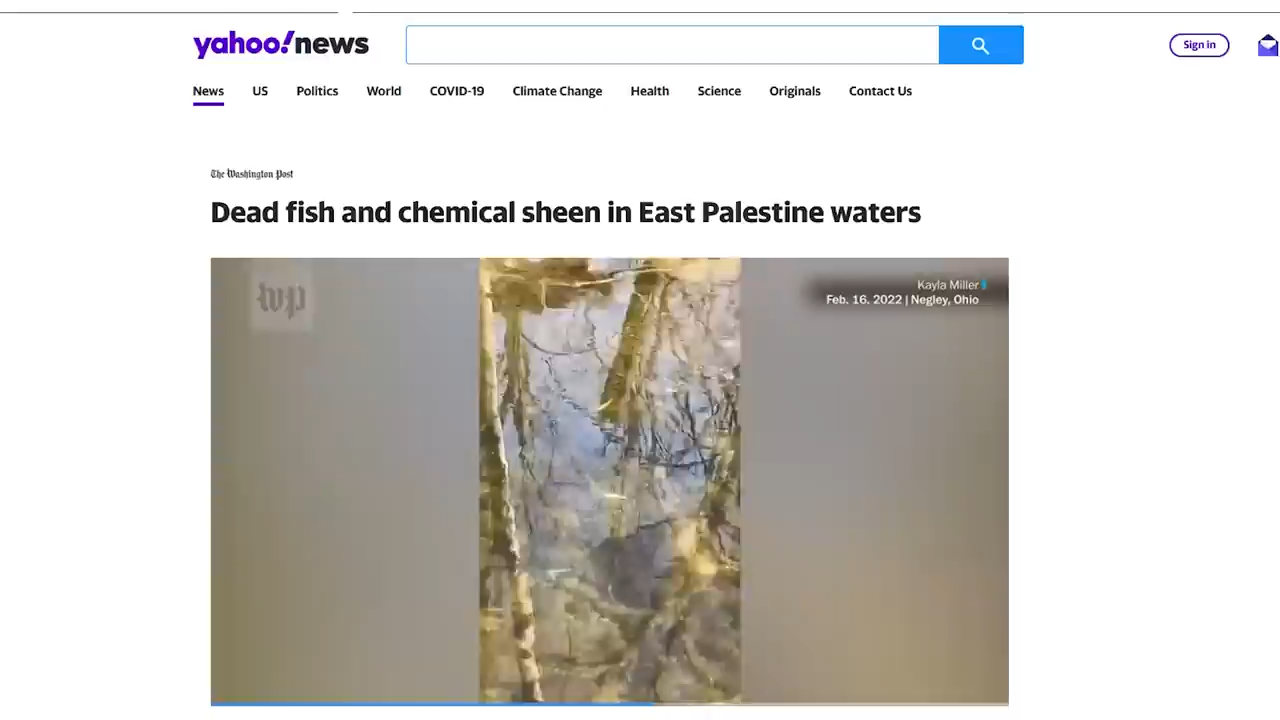 yahoo!news
Sign in
News US Politics World COVID-19 Climate Change Health Science Originals Contact Us
The Washington Post
Dead fish and chemical sheen in East Palestine waters
wp
Kayla Miller
Feb. 16, 2022 | Negley, Ohio